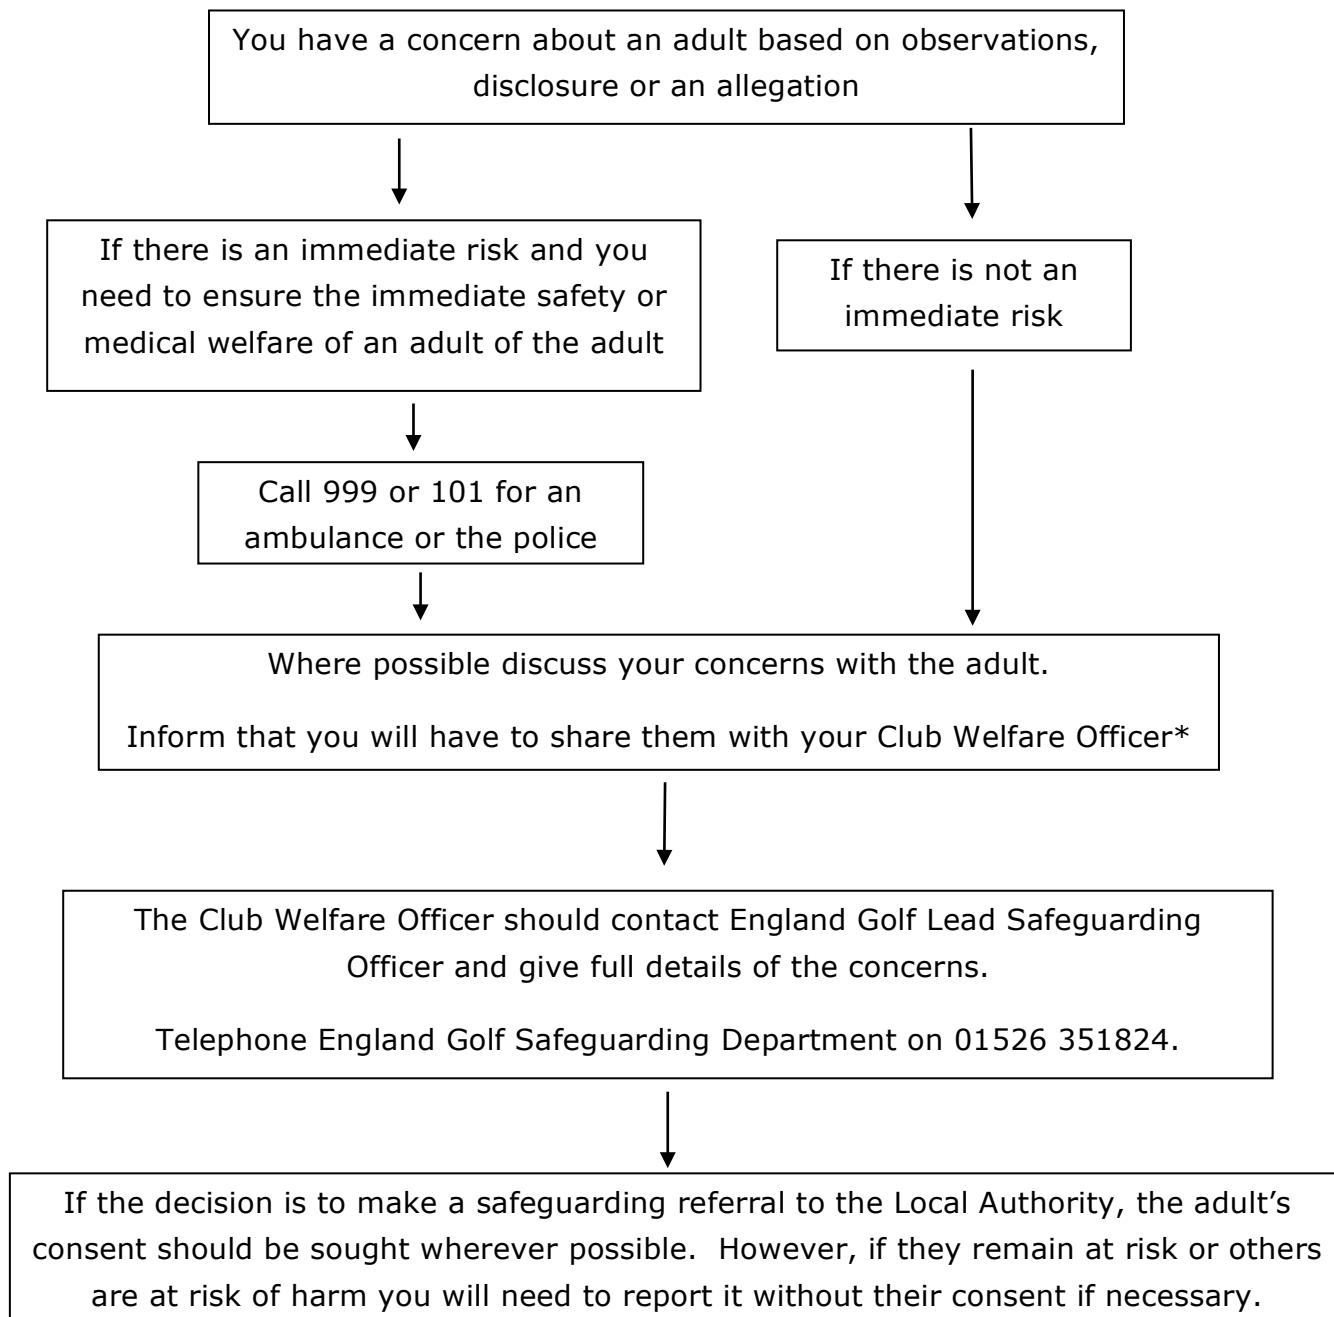 You have a concern about an adult based on observations,
disclosure or an allegation
If there is an immediate risk and you
need to ensure the immediate safety or
medical welfare of an adult of the adult
If there is not an
immediate risk
Call 999 or 101 for an
ambulance or the police
Where possible discuss your concerns with the adult.
Inform that you will have to share them with your Club Welfare Officer*
The Club Welfare Officer should contact England Golf Lead Safeguarding
Officer and give full details of the concerns.
Telephone England Golf Safeguarding Department on 01526 351824.
If the decision is to make a safeguarding referral to the Local Authority, the adult’s
consent should be sought wherever possible.  However, if they remain at risk or others
are at risk of harm you will need to report it without their consent if necessary.